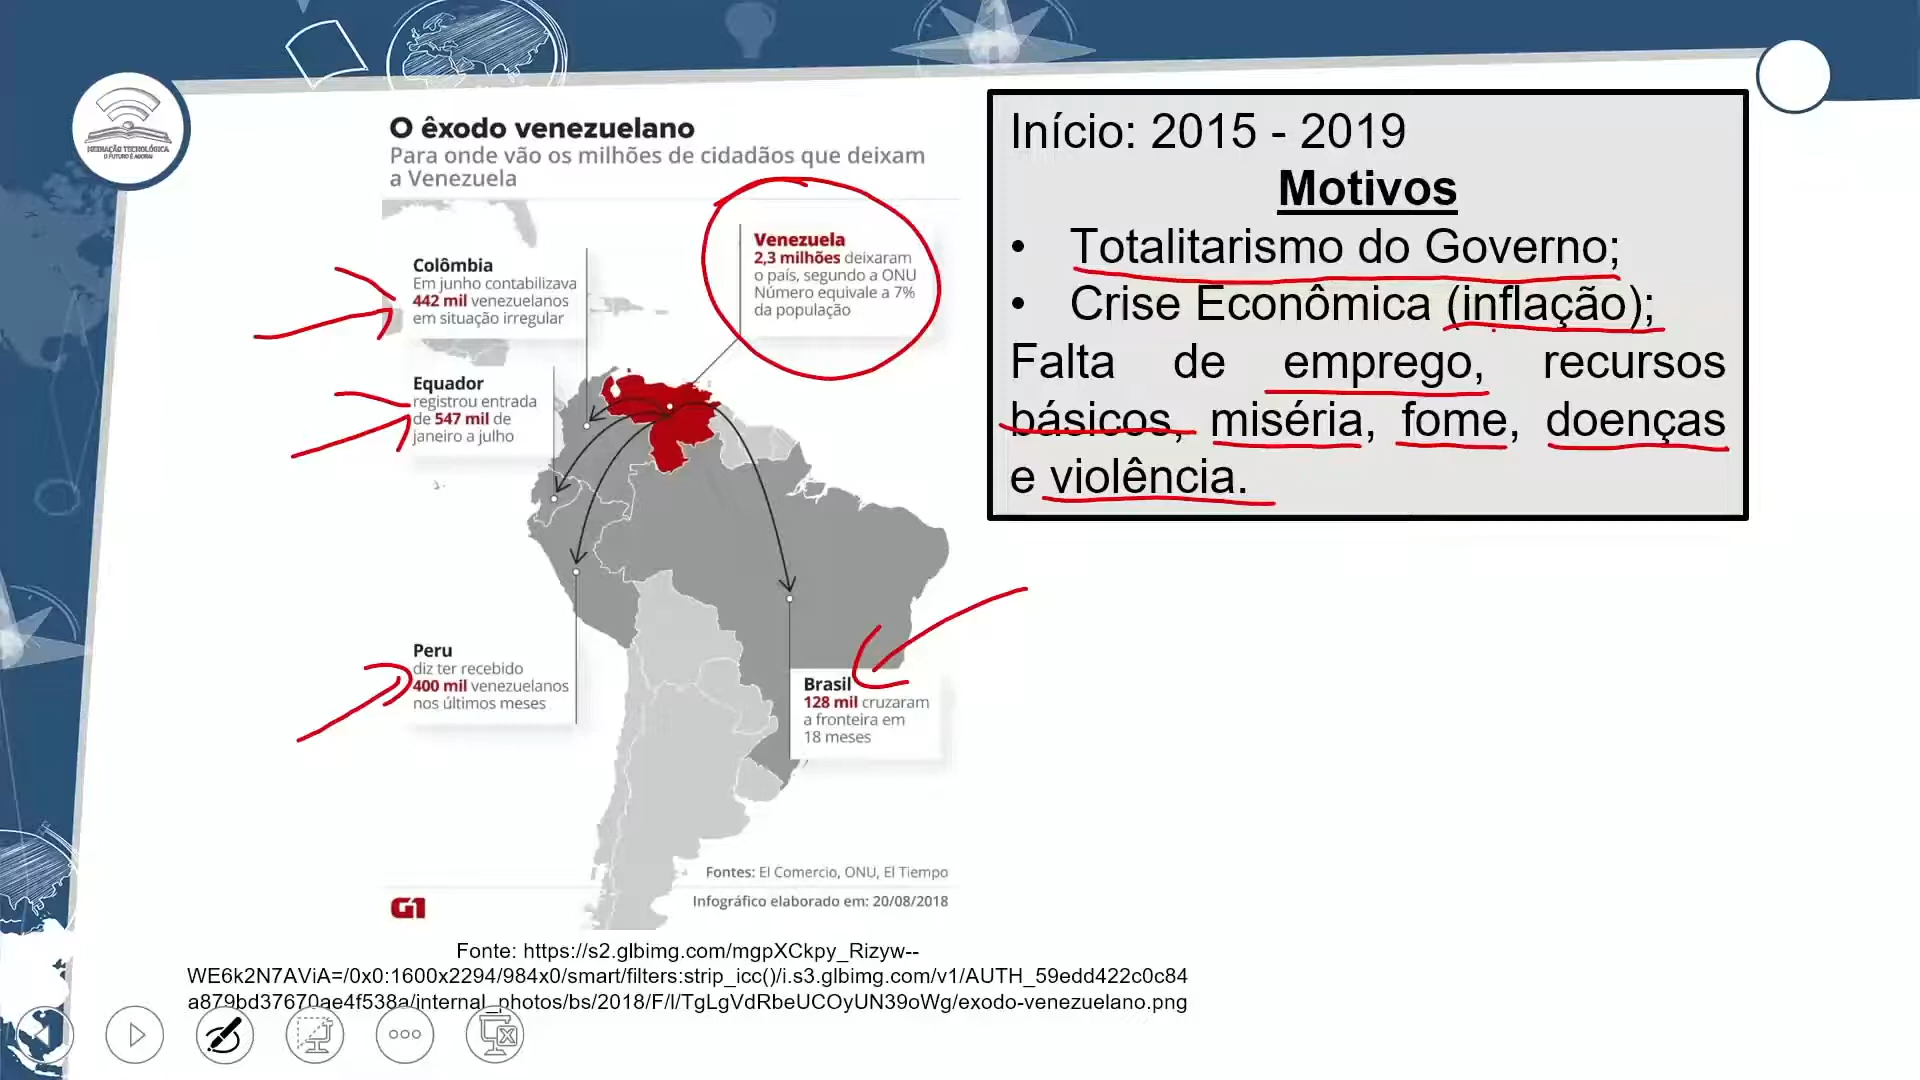 MEDIAÇÃO TECNOLÓGICA
O FUTURO É AGORA!
O êxodo venezuelano
Para onde vão os milhões de cidadãos que deixam
a Venezuela
Venezuela
2,3 milhões deixaram
o país, segundo a ONU
Número equivale a 7%
da população
Colômbia
Em junho contabilizava
442 mil venezuelanos
em situação irregular
Equador
registrou entrada
de 547 mil de
janeiro a julho
Peru
diz ter recebido
400 mil venezuelanos
nos últimos meses
Brasil
128 mil cruzaram
a fronteira em
18 meses
Fontes: El Comercio, ONU, El Tiempo
G1
Infográfico elaborado em: 20/08/2018
Início: 2015 - 2019
Motivos
• Totalitarismo do Governo;
• Crise Econômica (inflação);
Falta de emprego, recursos
básicos, miséria, fome, doenças
e violência.
Fonte: https://s2.glbimg.com/mgpXCkpy_Rizyw--
WE6k2N7AViA=/0x0:1600x2294/984x0/smart/filters:strip_icc()/i.s3.glbimg.com/v1/AUTH_59edd422c0c84
a879bd37670ae4f538a/internal_photos/bs/2018/F/l/TgLgVdRbeUCOyUN39oWg/exodo-venezuelano.png